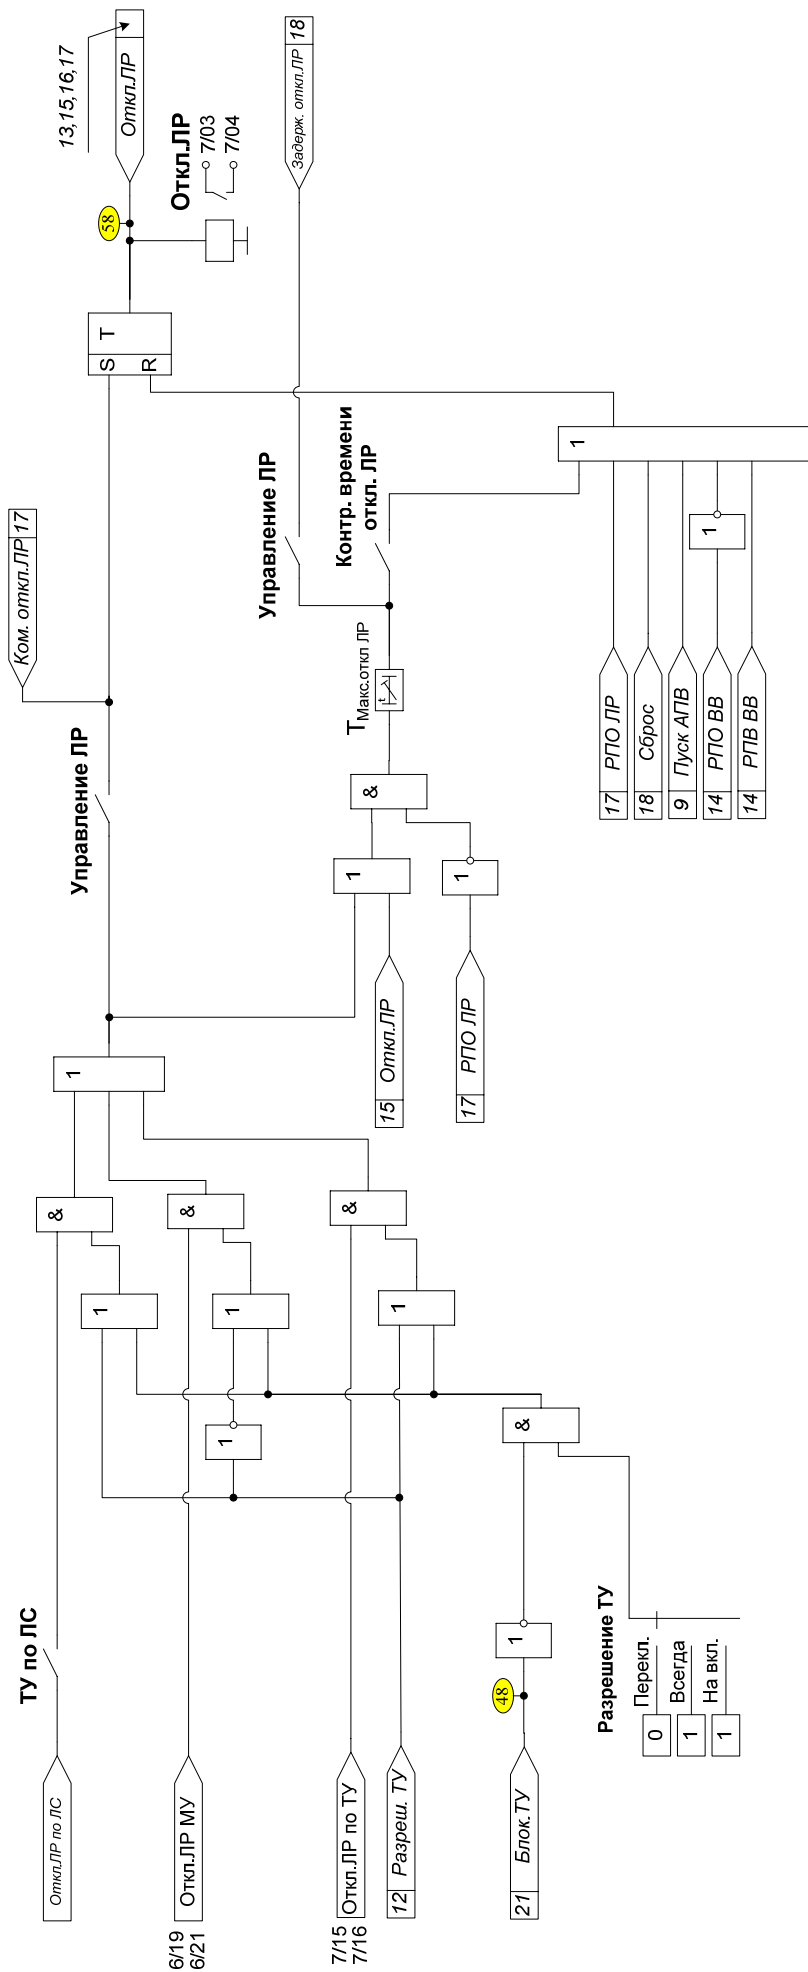 Откл.ЛР по ЛС
ТУ по ЛС
&
1
6/19
6/21
Откл.ЛР МУ
&
1
1
7/15
7/16
Откл.ЛР по ТУ
&
1
12 Разреш. ТУ
21 Блок.ТУ
48
1
&
Разрешение ТУ
0 Перекл.
1 Всегда
1 На вкл.
1
Управление ЛР
Ком. откл.ЛР 17
15 Откл.ЛР
17 РПО ЛР
1
1
&
TМакс.откл ЛР
t
Управление ЛР
Контр. времени
откл. ЛР
Задерж. откл.ЛР 18
17 РПО ЛР
18 Сброс
9 Пуск АПВ
14 РПО ВВ
14 РПВ ВВ
1
1
S
R
T
58
Откл.ЛР
13,15,16,17
Откл.ЛР
7/03
7/04